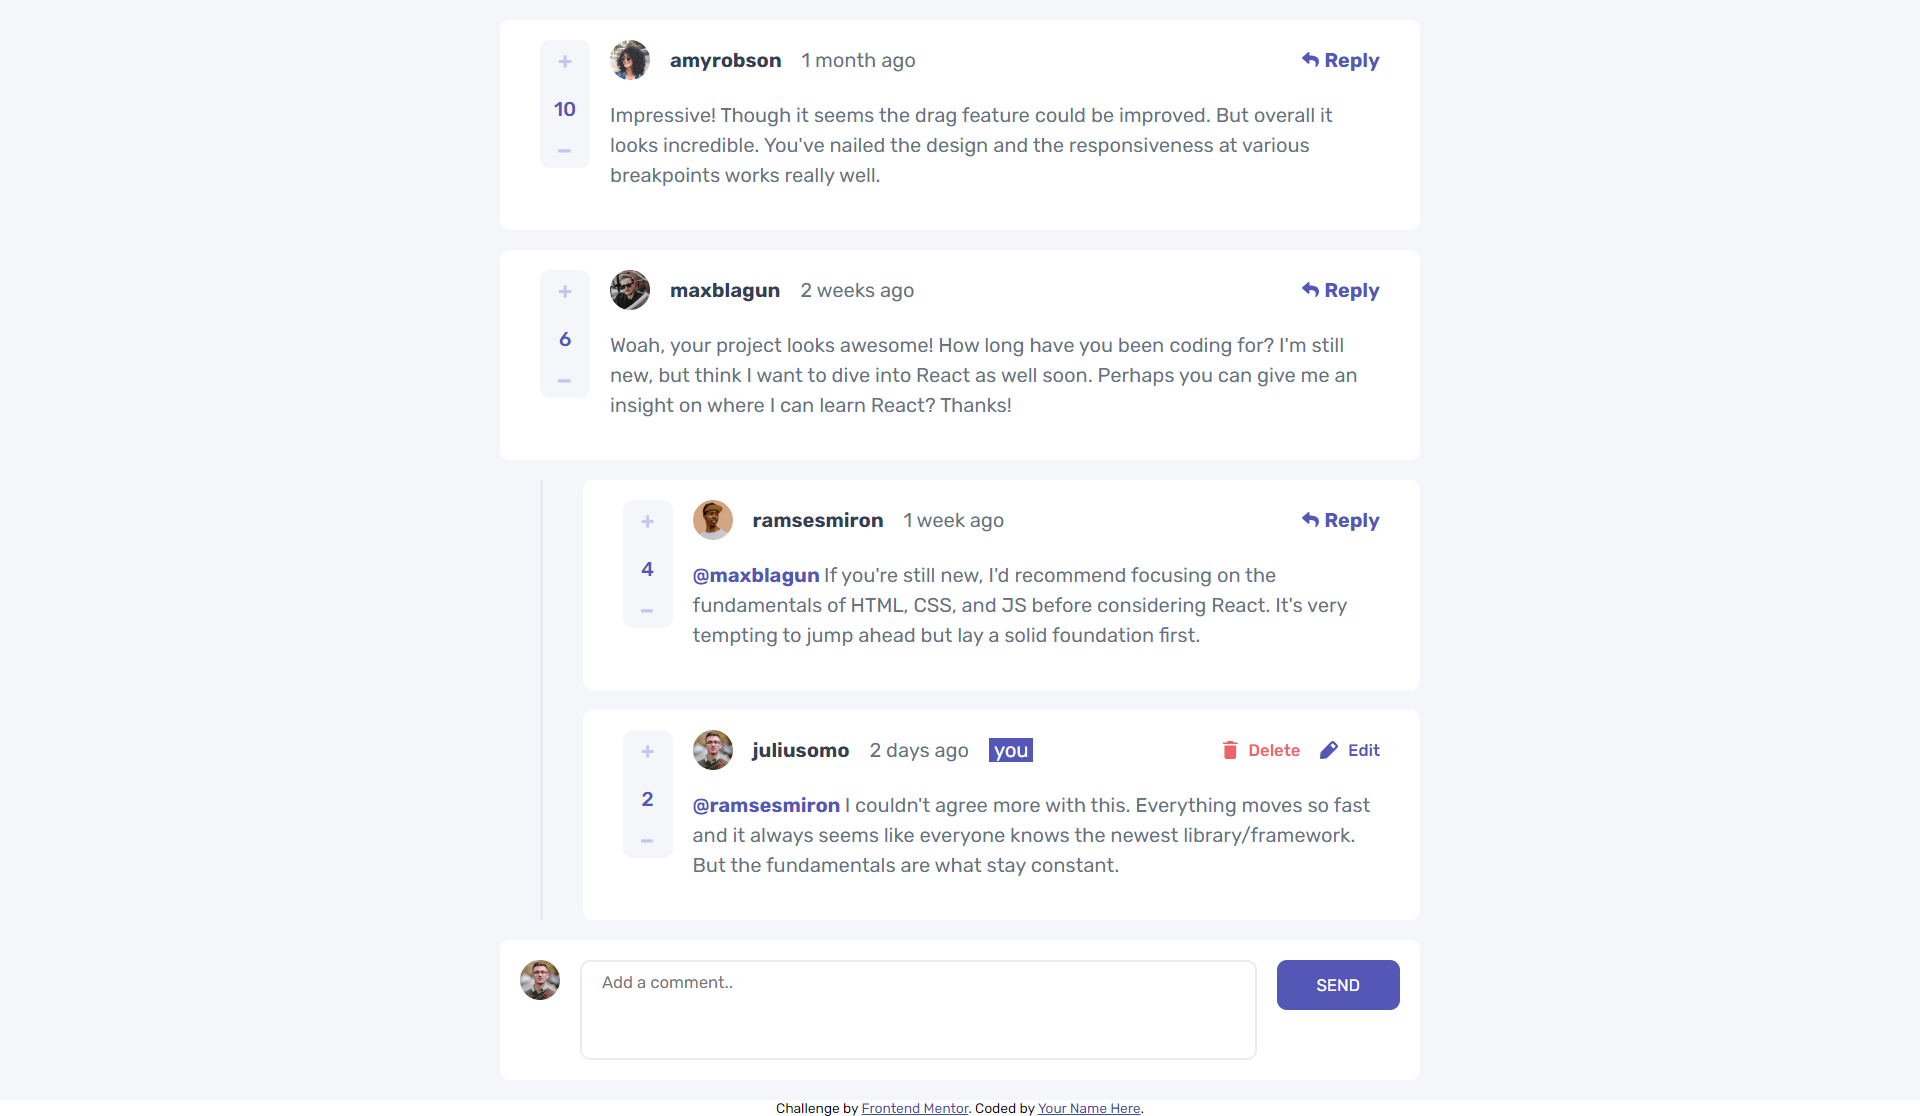 +
10
−
amyrobson 1 month ago Reply
Impressive! Though it seems the drag feature could be improved. But overall it
looks incredible. You've nailed the design and the responsiveness at various
breakpoints works really well.
+
6
−
maxblagun 2 weeks ago Reply
Woah, your project looks awesome! How long have you been coding for? I'm still
new, but think I want to dive into React as well soon. Perhaps you can give me an
insight on where I can learn React? Thanks!
+
4
−
ramsesmiron 1 week ago Reply
@maxblagun If you're still new, I'd recommend focusing on the
fundamentals of HTML, CSS, and JS before considering React. It's very
tempting to jump ahead but lay a solid foundation first.
+
2
−
juliusomo 2 days ago you Delete Edit
@ramsesmiron I couldn't agree more with this. Everything moves so fast
and it always seems like everyone knows the newest library/framework.
But the fundamentals are what stay constant.
Add a comment..
SEND
Challenge by Frontend Mentor. Coded by Your Name Here.